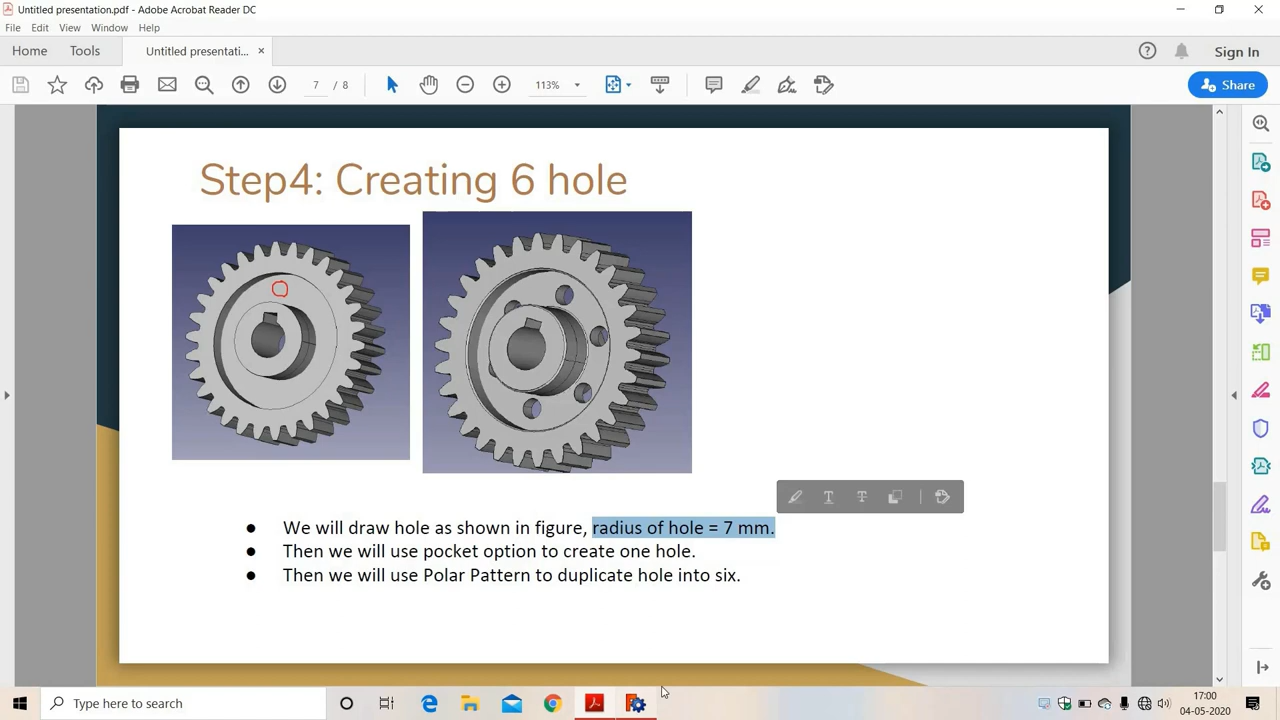 Untitled presentation.pdf - Adobe Acrobat Reader DC
File Edit View Window Help
Home Tools Untitled presentati... × Sign In
7 / 8 113% Share
Step4: Creating 6 hole
● We will draw hole as shown in figure, radius of hole = 7 mm.
● Then we will use pocket option to create one hole.
● Then we will use Polar Pattern to duplicate hole into six.
Type here to search
17:00
04-05-2020